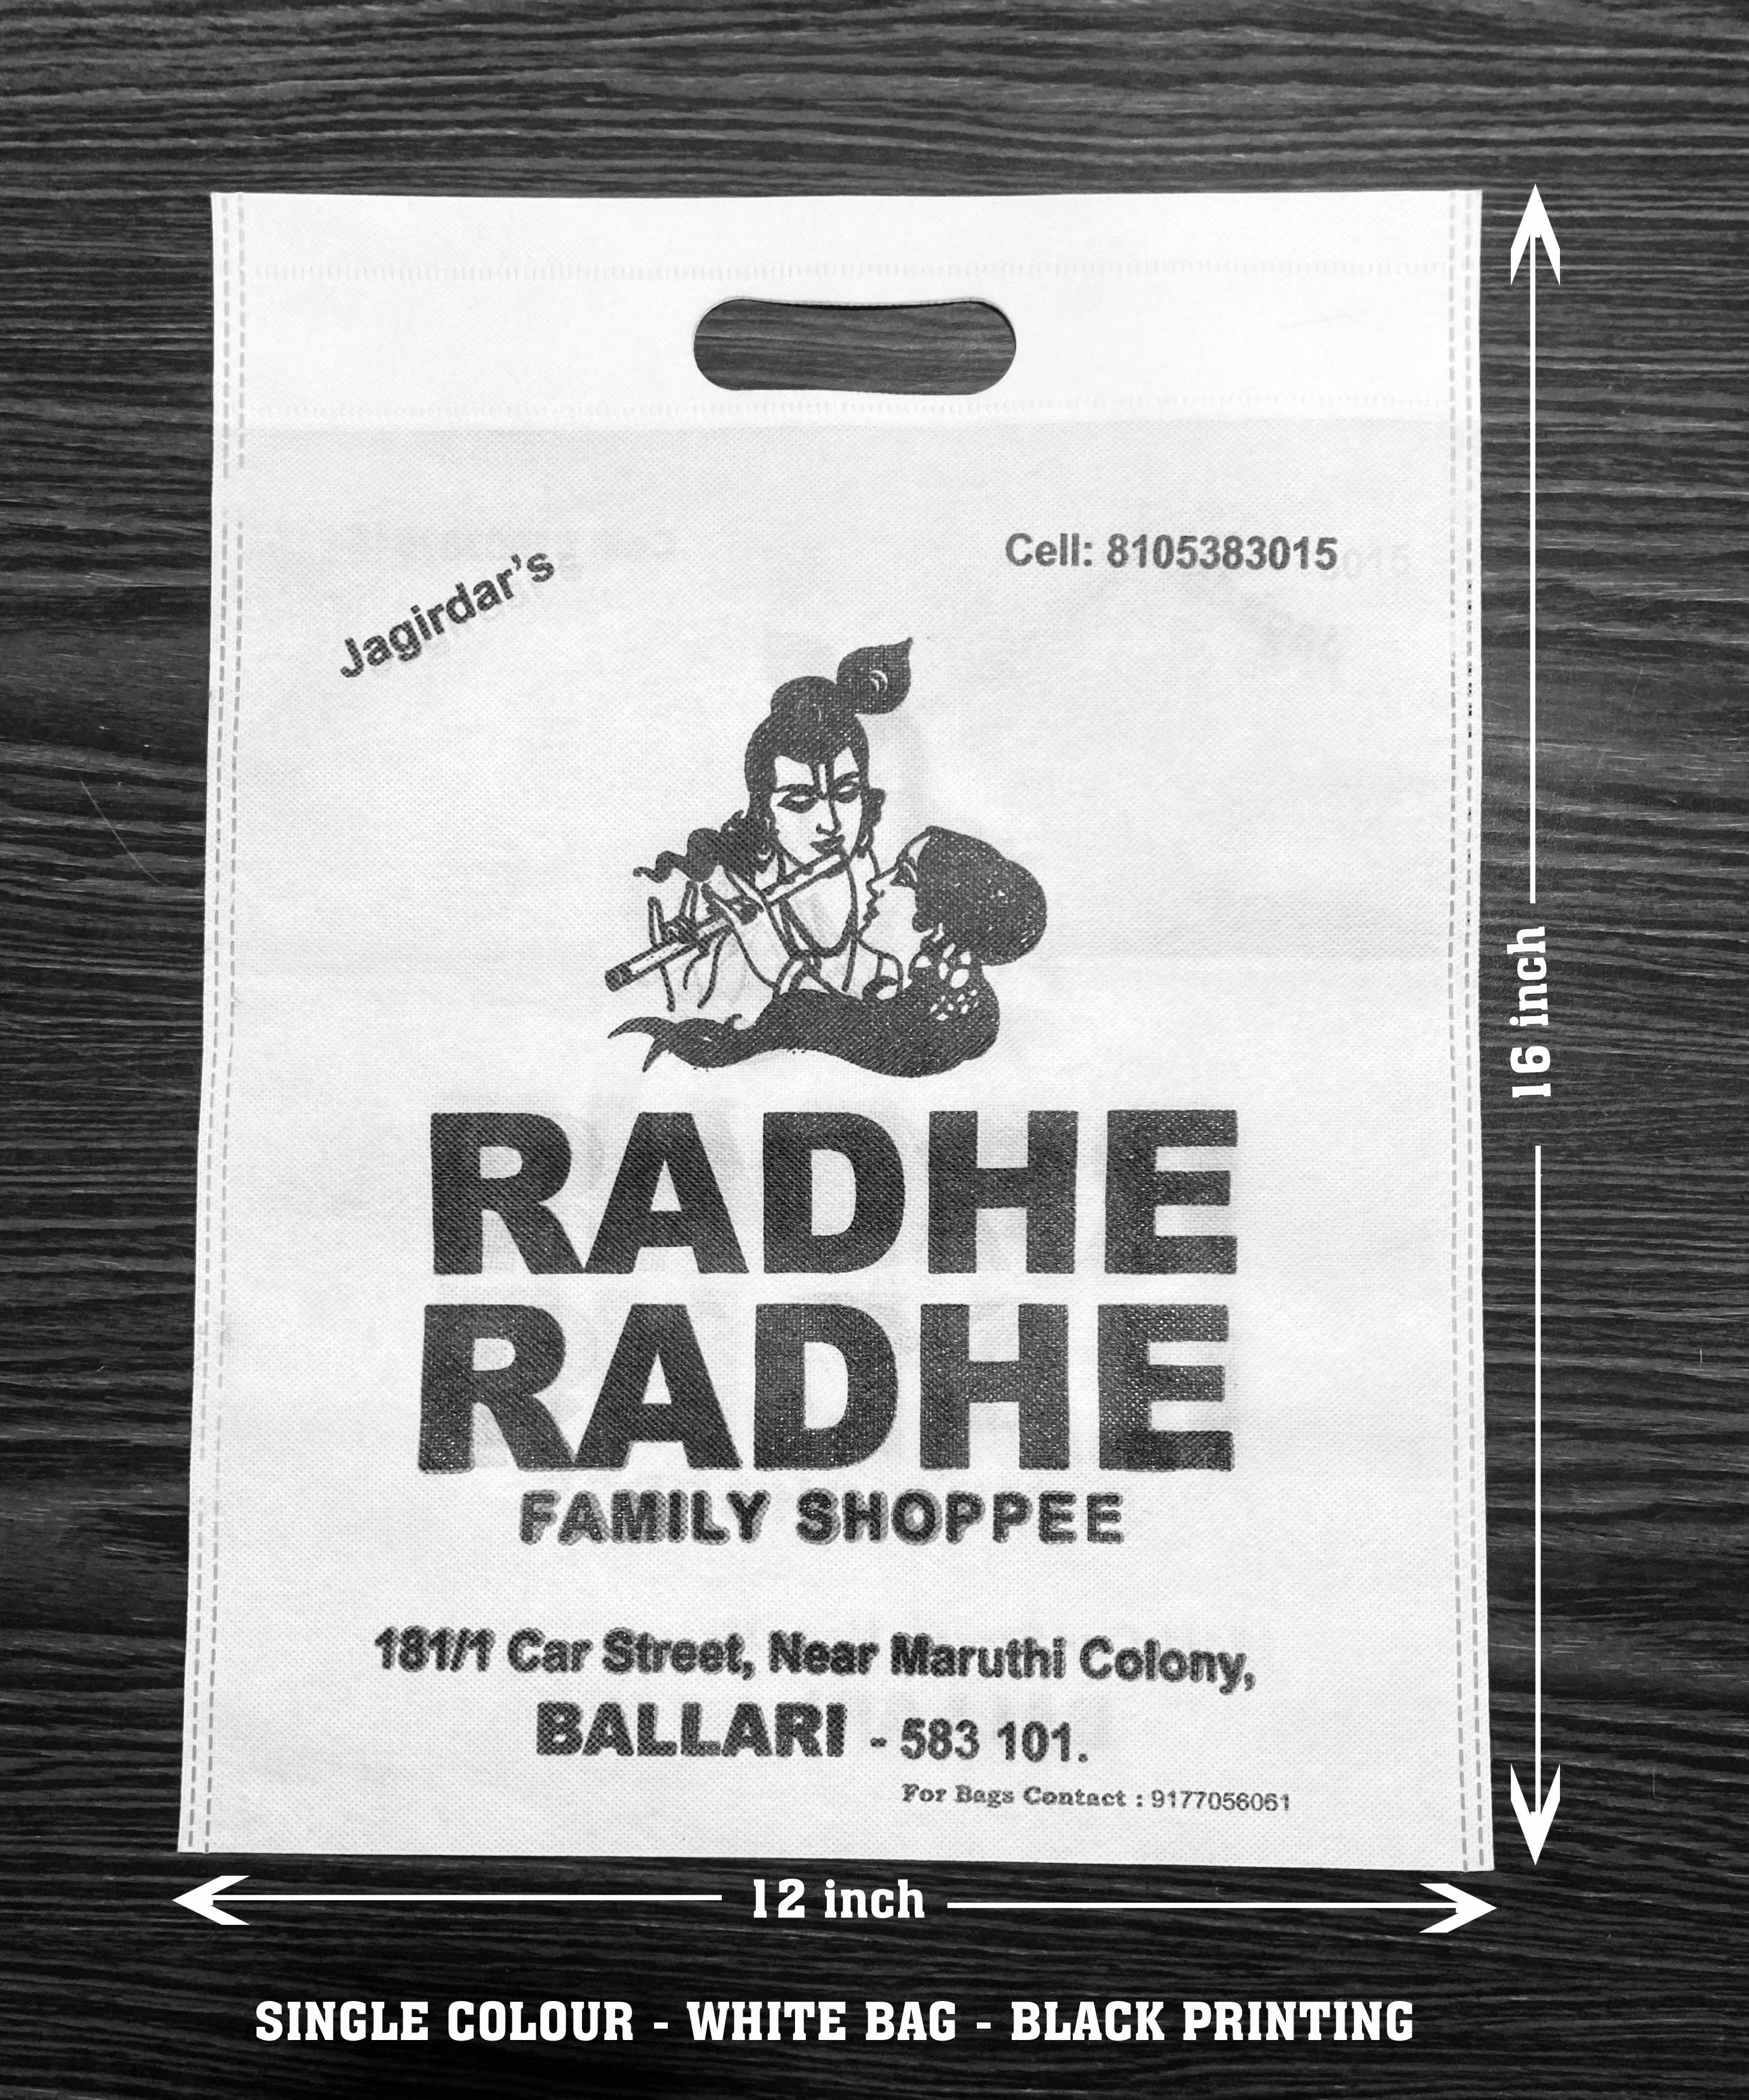 Jagirdar's
Cell: 8105383015
RADHE
RADHE
FAMILY SHOPPEE
181/1 Car Street, Near Maruthi Colony,
BALLARI - 583 101.
For Bags Contact : 9177056061
16 inch
12 inch
SINGLE COLOUR - WHITE BAG - BLACK PRINTING